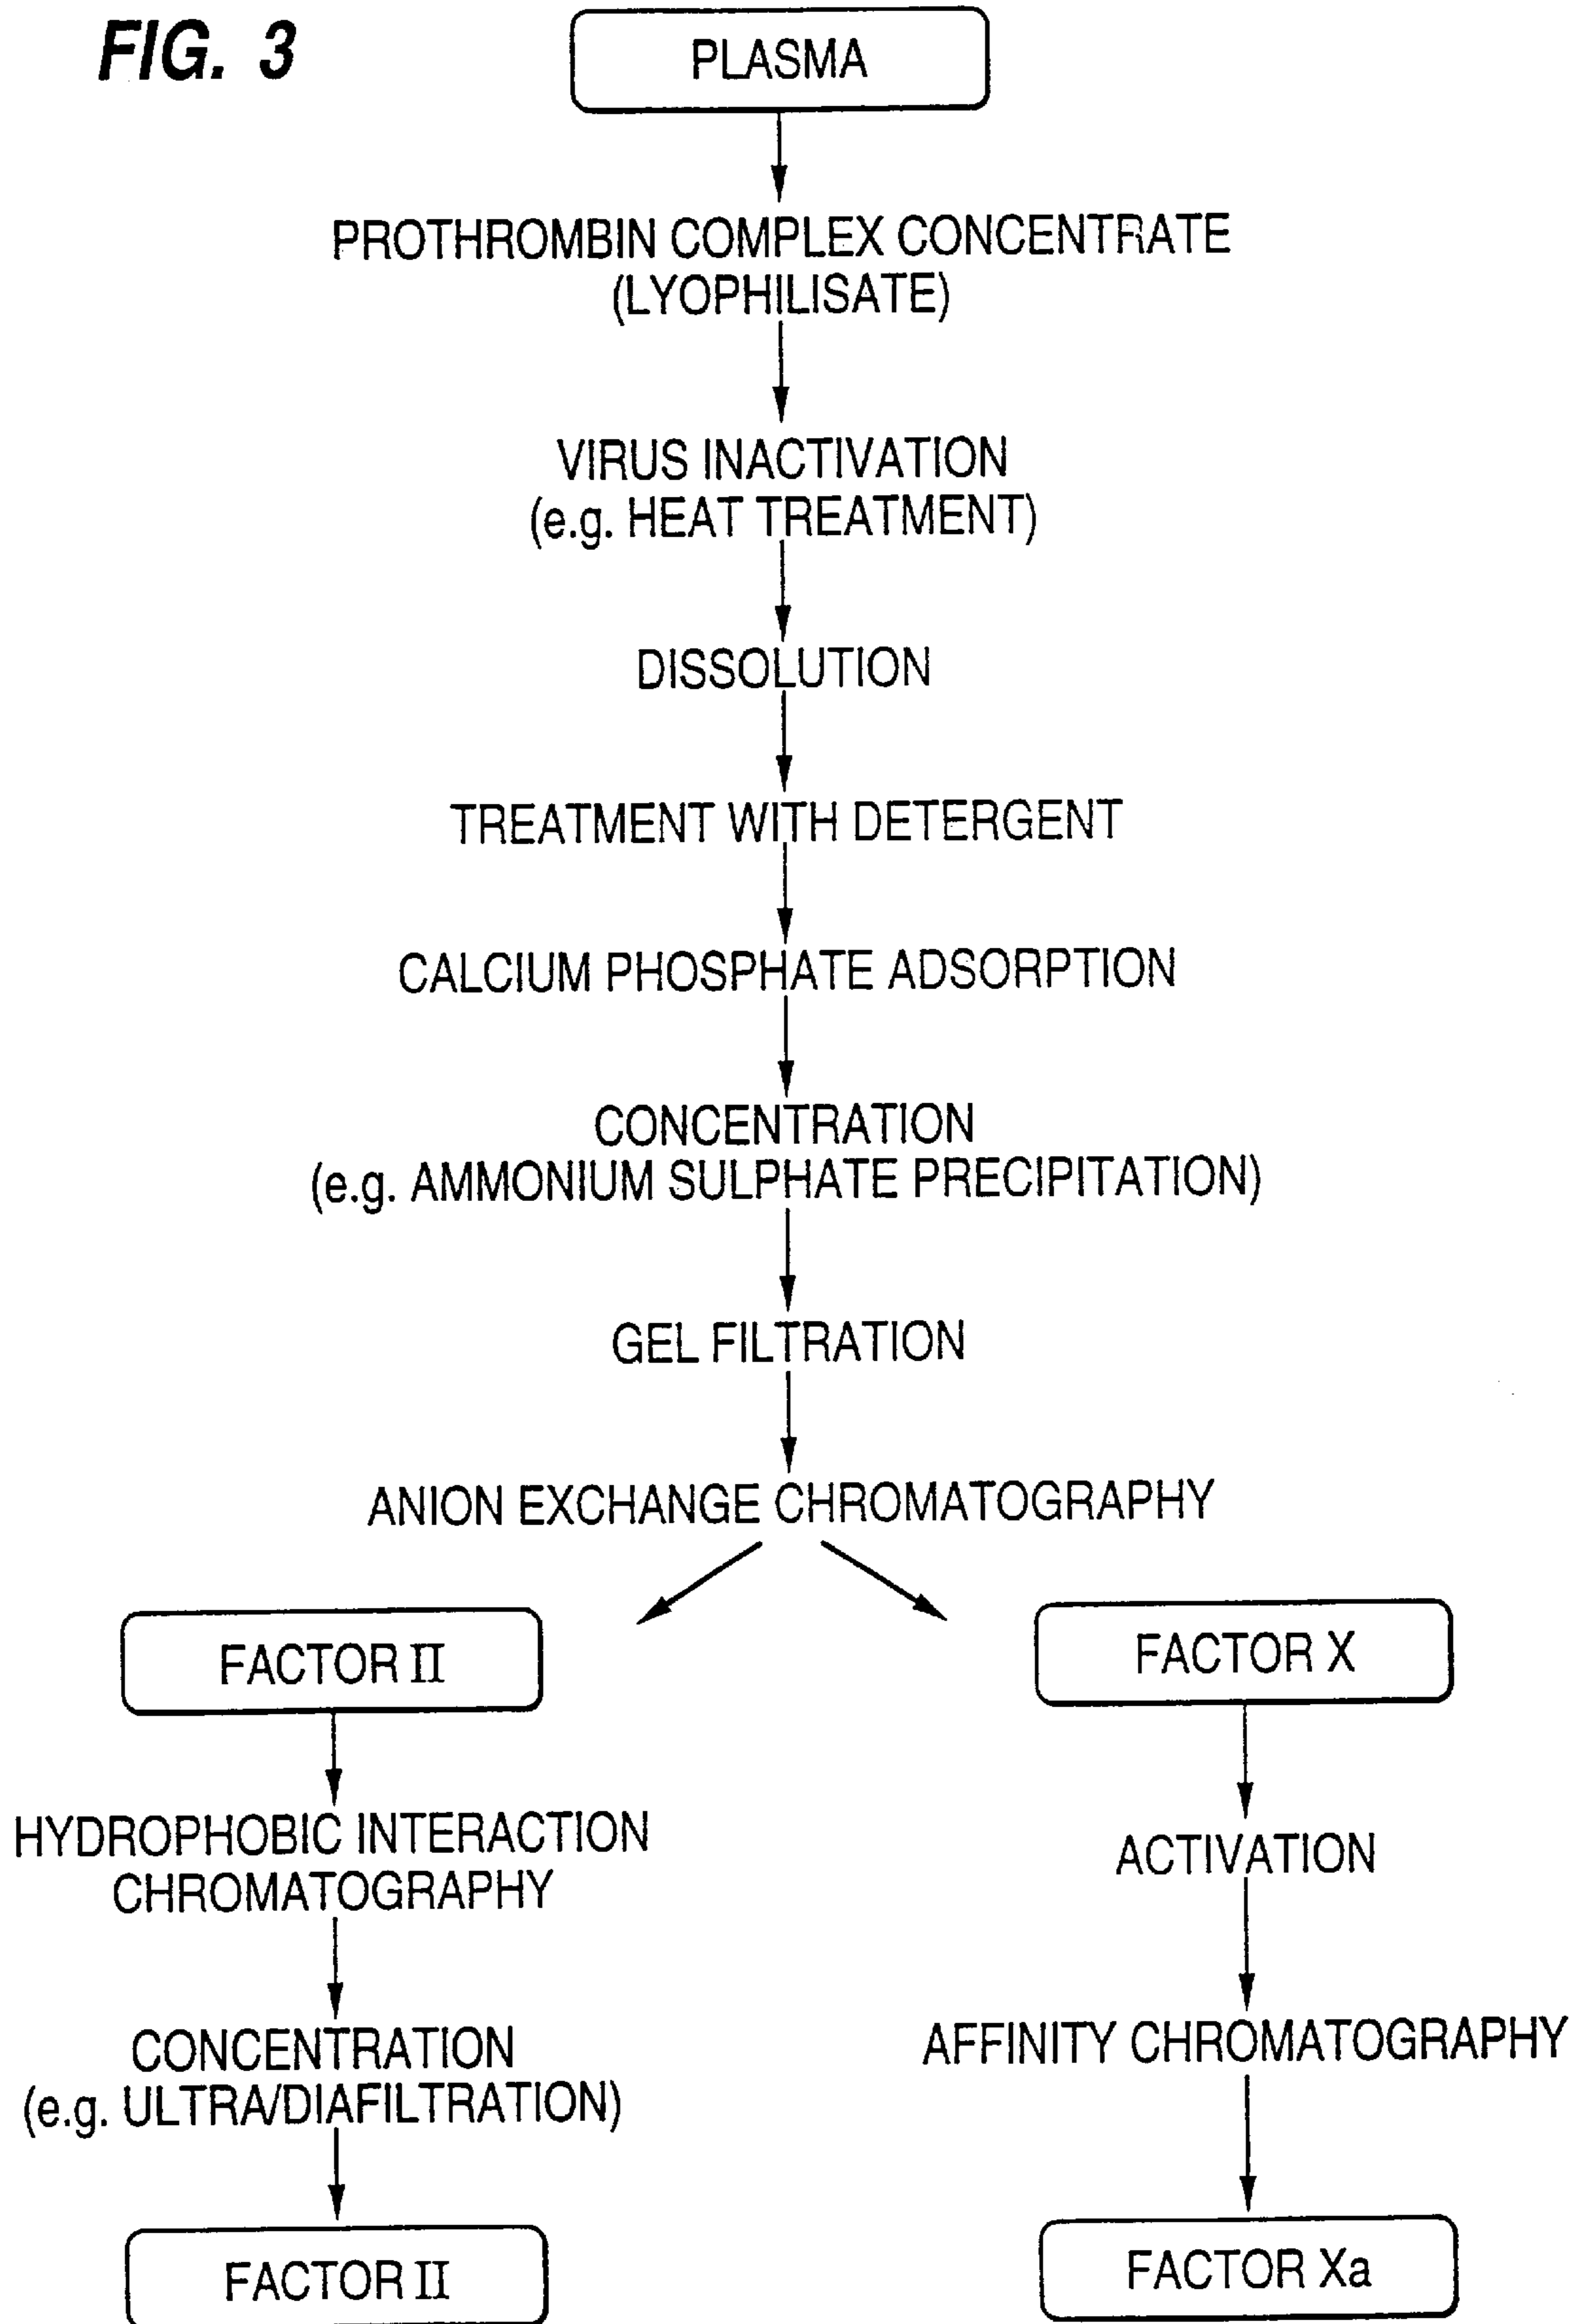 FIG. 3
PLASMA
PROTHROMBIN COMPLEX CONCENTRATE
(LYOPHILISATE)
VIRUS INACTIVATION
(e.g. HEAT TREATMENT)
DISSOLUTION
TREATMENT WITH DETERGENT
CALCIUM PHOSPHATE ADSORPTION
CONCENTRATION
(e.g. AMMONIUM SULPHATE PRECIPITATION)
GEL FILTRATION
ANION EXCHANGE CHROMATOGRAPHY
FACTOR II
HYDROPHOBIC INTERACTION
CHROMATOGRAPHY
CONCENTRATION
(e.g. ULTRA/DIAFILTRATION)
FACTOR II
FACTOR X
ACTIVATION
AFFINITY CHROMATOGRAPHY
FACTOR Xa